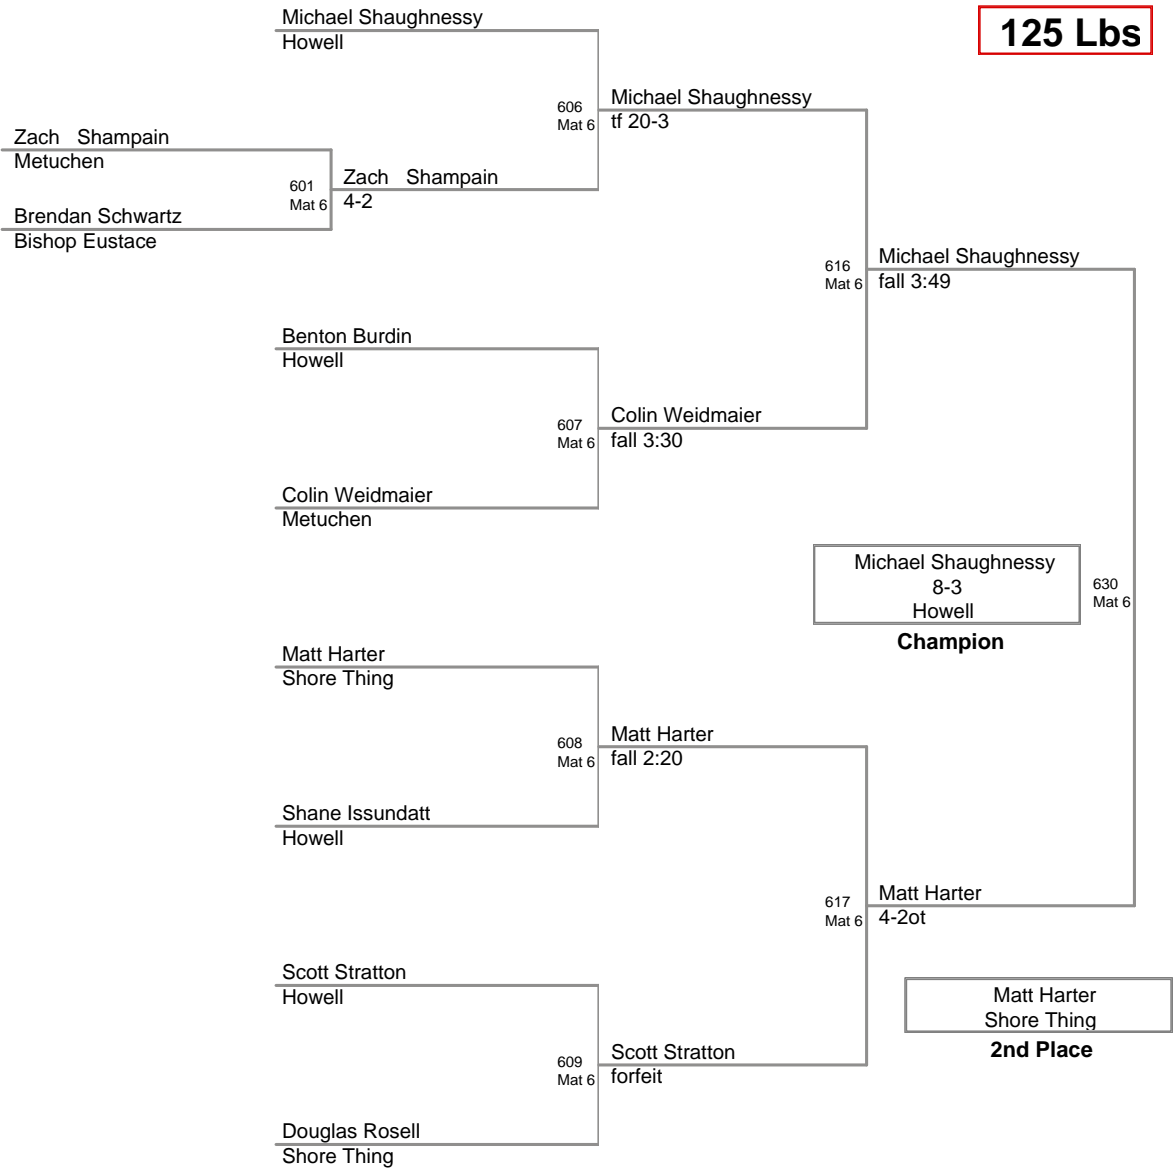 Michael Shaughnessy
Howell
125 Lbs
606
Mat 6
Michael Shaughnessy
tf 20-3
Zach Shampain
Metuchen
601
Mat 6
Zach Shampain
4-2
Brendan Schwartz
Bishop Eustace
616
Mat 6
Michael Shaughnessy
fall 3:49
Benton Burdin
Howell
607
Mat 6
Colin Weidmaier
fall 3:30
Colin Weidmaier
Metuchen
Michael Shaughnessy
8-3
Howell
Champion
630
Mat 6
Matt Harter
Shore Thing
608
Mat 6
Matt Harter
fall 2:20
Shane Issundatt
Howell
617
Mat 6
Matt Harter
4-2ot
Scott Stratton
Howell
Matt Harter
Shore Thing
2nd Place
609
Mat 6
Scott Stratton
forfeit
Douglas Rosell
Shore Thing